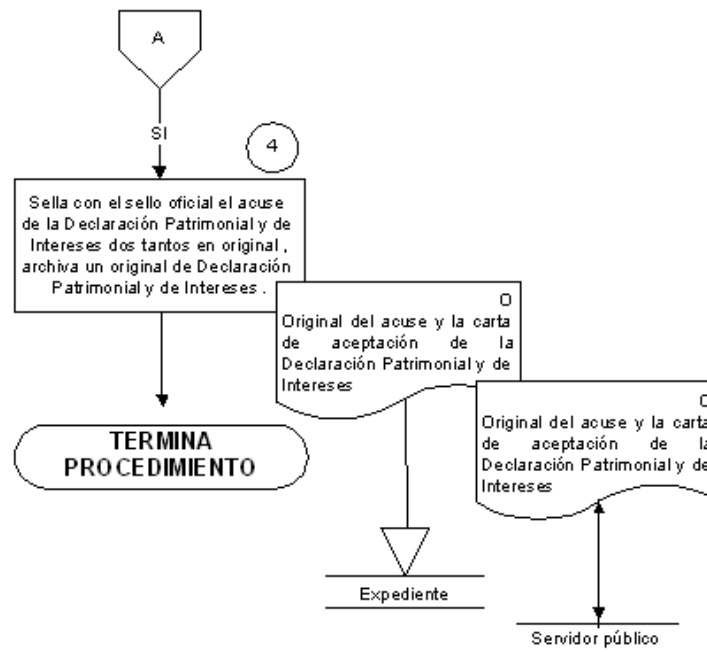 A
SI
4
Sella con el sello oficial el acuse
de la Declaración Patrimonial y de
Intereses dos tantos en original ,
archiva un original de Declaración
Patrimonial y de Intereses .
O
Original del acuse y la carta
de aceptación de la
Declaración Patrimonial y de
Intereses
O
Original del acuse y la carta
de aceptación de la
Declaración Patrimonial y de
Intereses
TERMINA
PROCEDIMIENTO
Expediente
Servidor público